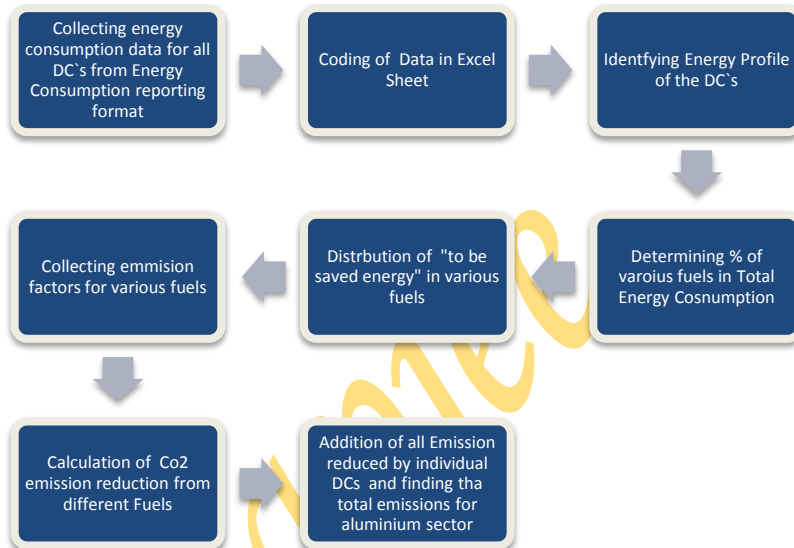 Collecting energy
consumption data for all
DC`s from Energy
Consumption reporting
format
Coding of Data in Excel
Sheet
Identfying Energy Profile
of the DC`s
Determining % of
varoius fuels in Total
Energy Cosnumption
Distrbution of "to be
saved energy" in various
fuels
Collecting emmision
factors for various fuels
Calculation of Co2
emission reduction from
different Fuels
Addition of all Emission
reduced by individual
DCs and finding tha
total emissions for
aluminium sector